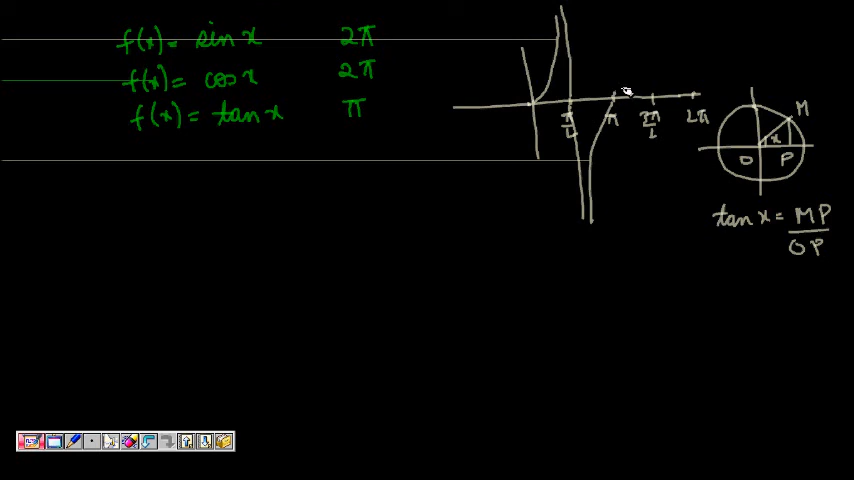 f(x) = sin x 2π
f(x) = cos x 2π
f(x) = tan x π
π/2 π 3π/2 2π
M
x
O P
tan x = MP/OP